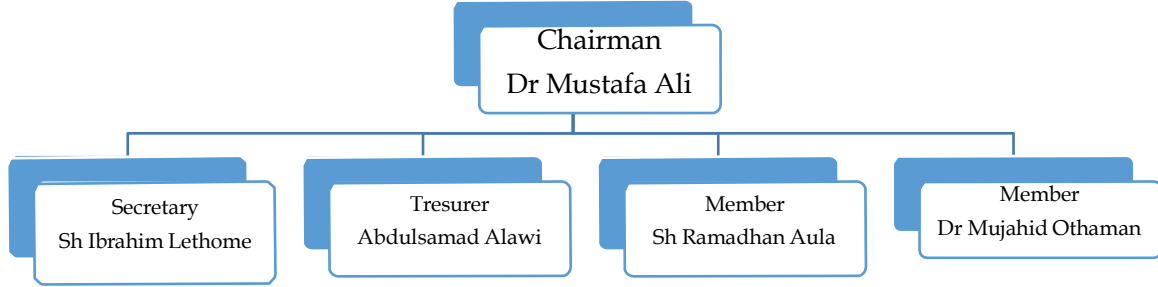 Chairman
Dr Mustafa Ali
Secretary
Sh Ibrahim Lethome
Tresurer
Abdulsamad Alawi
Member
Sh Ramadhan Aula
Member
Dr Mujahid Othaman